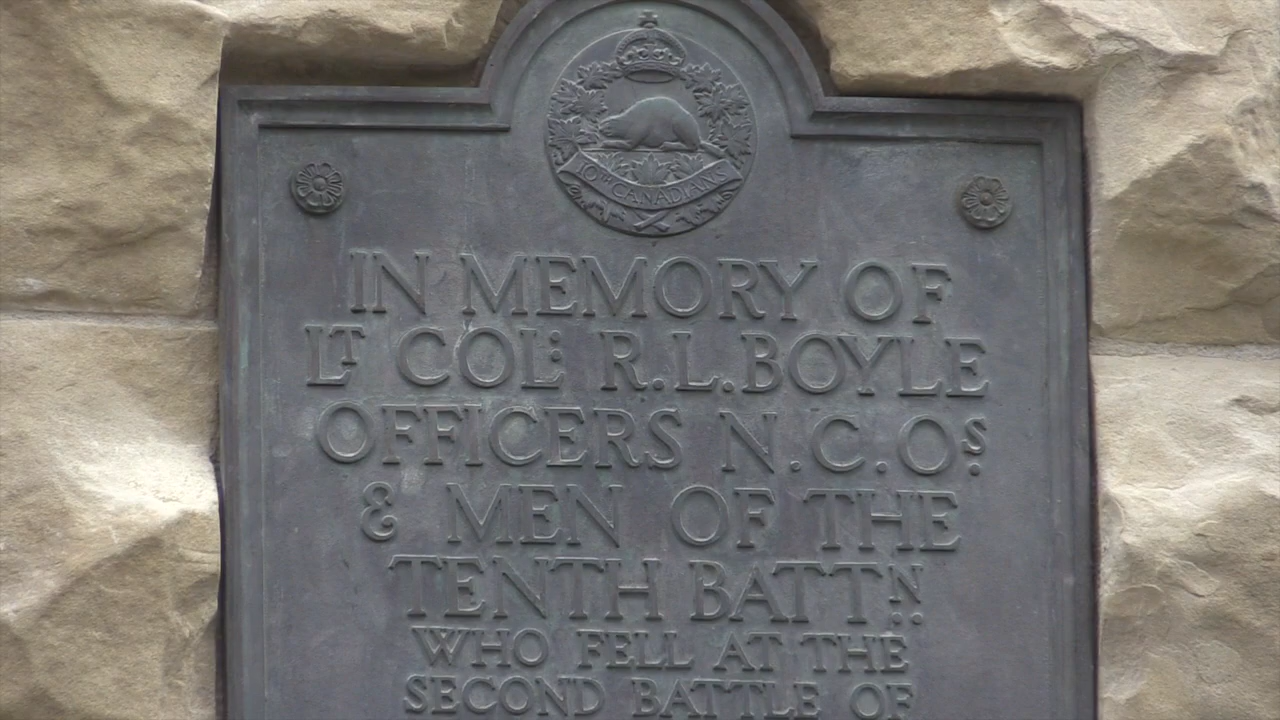 10TH CANADIANS
IN MEMORY OF
LT COL: R.L.BOYLE
OFFICERS N.C.Os.
& MEN OF THE
TENTH BATTN.
WHO FELL AT THE
SECOND BATTLE OF